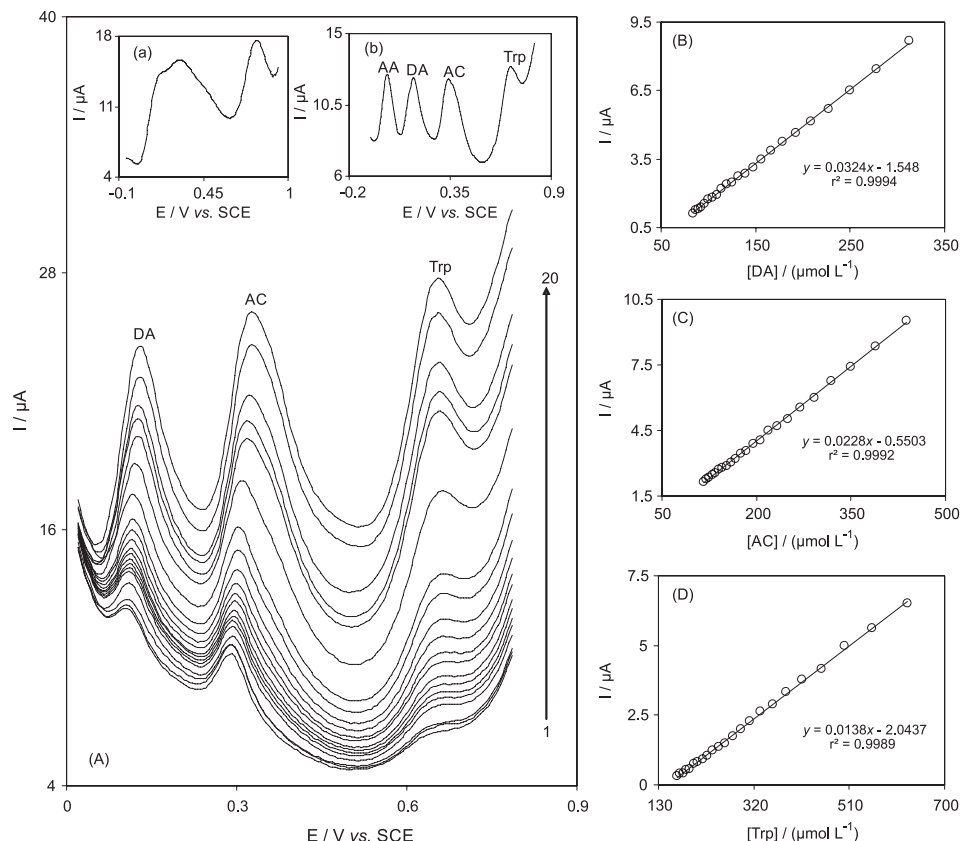 40
28
16
4
I / µA
0
0.3
0.6
0.9
E / V vs. SCE
(A)
DA
AC
Trp
20
1
(a)
18
11
4
I / µA
−0.1
0.45
1
E / V vs. SCE
(b)
15
10.5
6
I / µA
AA
DA
AC
Trp
−0.2
0.35
0.9
E / V vs. SCE
(B)
9.5
6.5
3.5
0.5
I / µA
y = 0.0324x - 1.548
r² = 0.9994
50
150
250
350
[DA] / (µmol L⁻¹)
(C)
10.5
7.5
4.5
1.5
I / µA
y = 0.0228x - 0.5503
r² = 0.9992
50
200
350
500
[AC] / (µmol L⁻¹)
(D)
7.5
5
2.5
0
I / µA
y = 0.0138x - 2.0437
r² = 0.9989
130
320
510
700
[Trp] / (µmol L⁻¹)